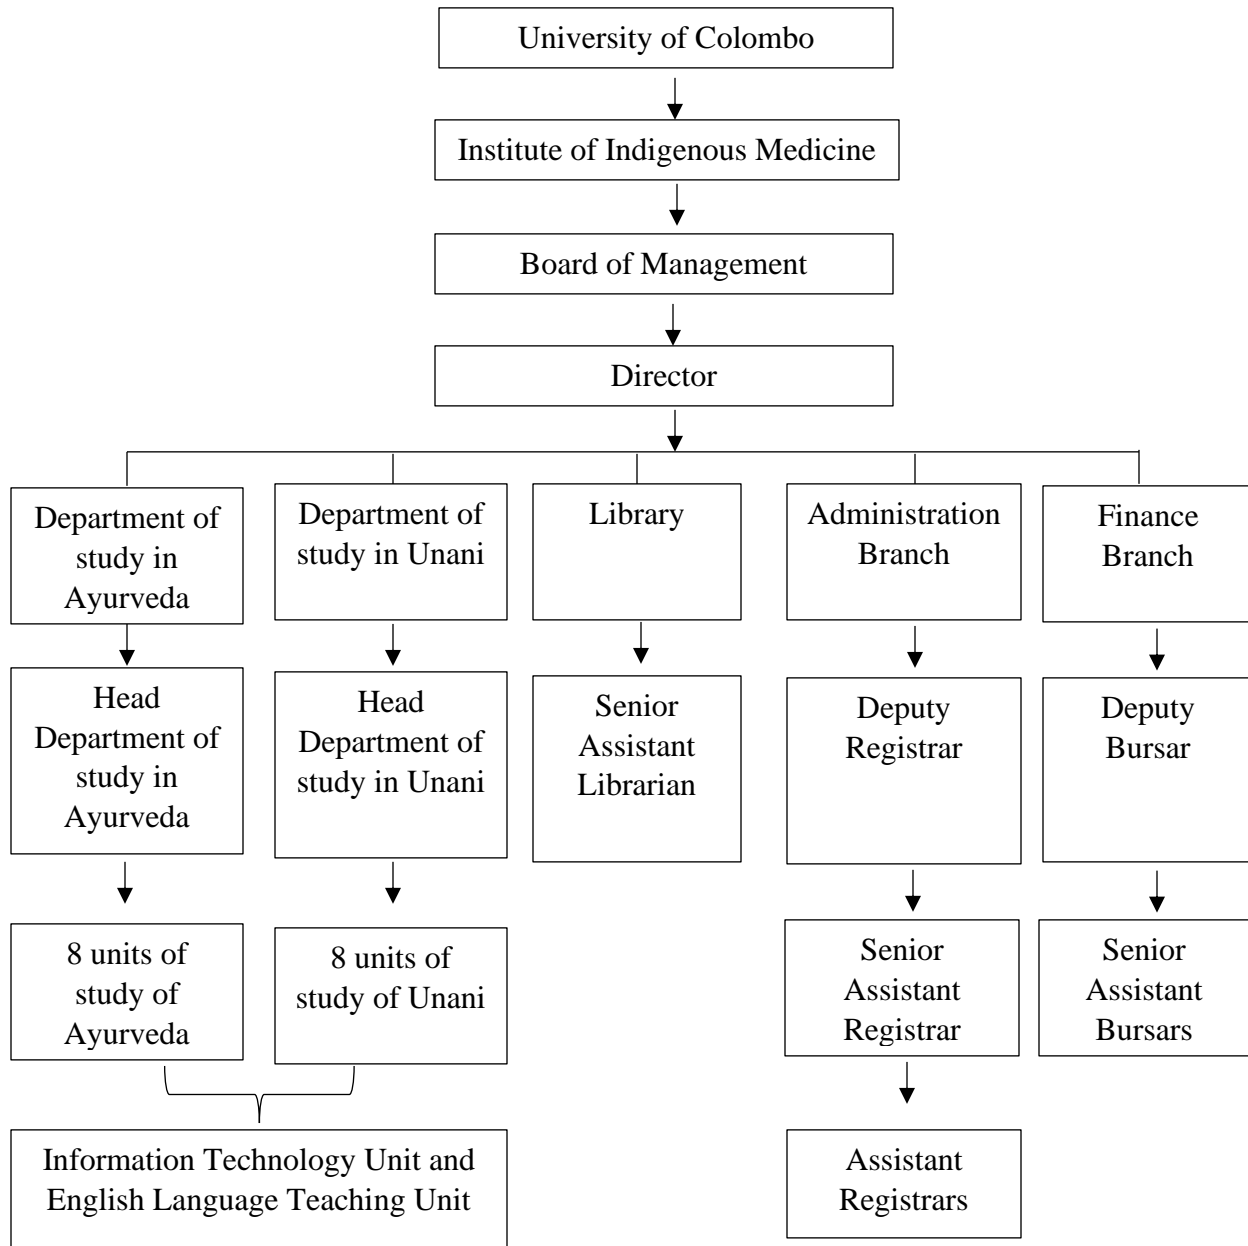 University of Colombo
Institute of Indigenous Medicine
Board of Management
Director
Department of
study in
Ayurveda
Department of
study in Unani
Library
Administration
Branch
Finance
Branch
Head
Department of
study in
Ayurveda
Head
Department of
study in Unani
Senior
Assistant
Librarian
Deputy
Registrar
Deputy
Bursar
8 units of
study of
Ayurveda
8 units of
study of Unani
Senior
Assistant
Registrar
Senior
Assistant
Bursars
Information Technology Unit and
English Language Teaching Unit
Assistant
Registrars